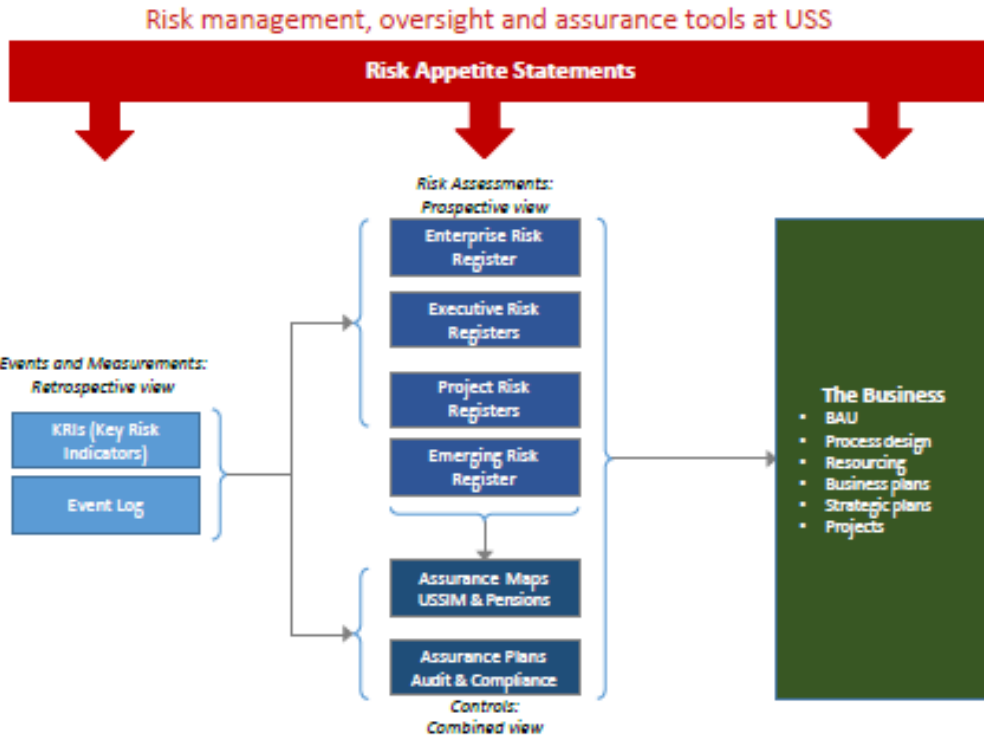 Risk management, oversight and assurance tools at USS
Risk Appetite Statements
Risk Assessments:
Prospective view
Enterprise Risk
Register
Executive Risk
Registers
Project Risk
Registers
Emerging Risk
Register
Events and Measurements:
Retrospective view
KRIs (Key Risk
Indicators)
Event Log
Assurance Maps
USSIM & Pensions
Assurance Plans
Audit & Compliance
Controls:
Combined view
The Business
• BAU
• Process design
• Resourcing
• Business plans
• Strategic plans
• Projects